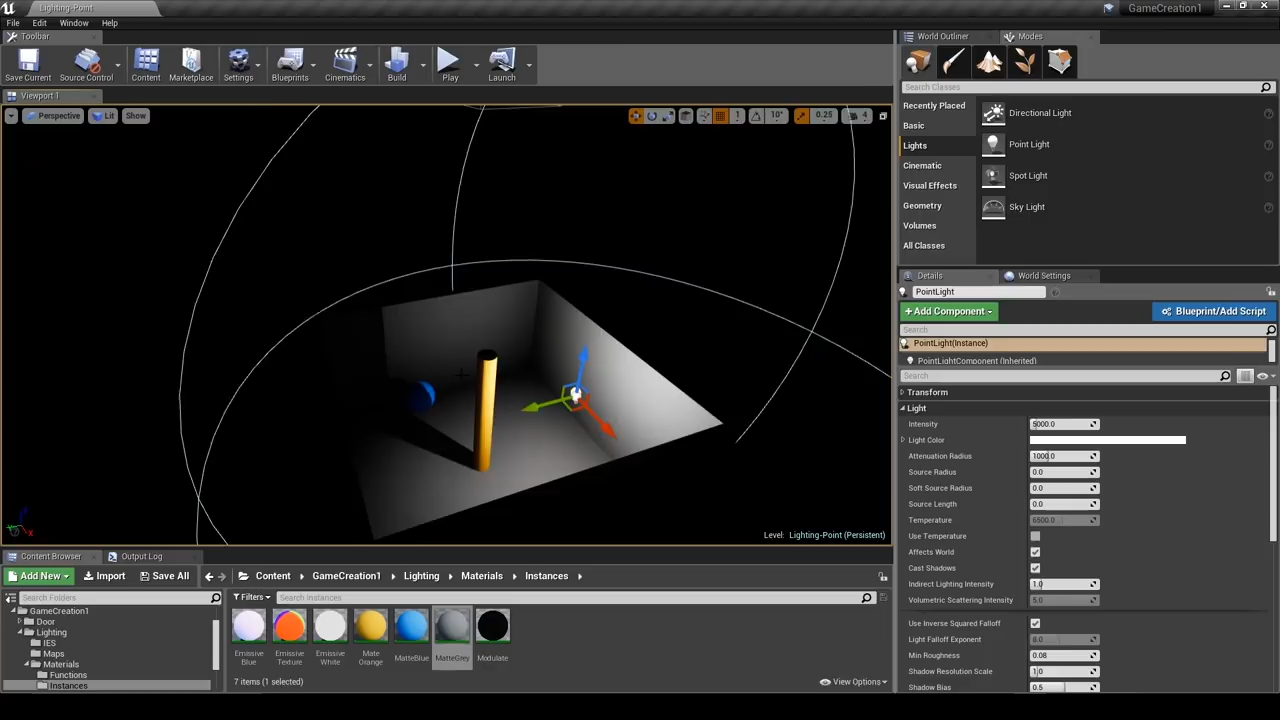 Lighting-Point
GameCreation1
File Edit Window Help
Toolbar
World Outliner Modes
Save Current Source Control Content Marketplace Settings Blueprints Cinematics Build Play Launch
Search Classes
Viewport 1
Recently Placed
Basic
Lights
Cinematic
Visual Effects
Geometry
Volumes
All Classes
Directional Light
Point Light
Spot Light
Sky Light
Perspective Lit Show
1 10° 0.25 4
Details World Settings
PointLight
+Add Component Blueprint/Add Script
Search
PointLight(Instance)
PointLightComponent (Inherited)
Search
Transform
Light
Intensity 5000.0
Light Color
Attenuation Radius 1000.0
Source Radius 0.0
Soft Source Radius 0.0
Source Length 0.0
Temperature 6500.0
Use Temperature
Affects World
Cast Shadows
Indirect Lighting Intensity 1.0
Volumetric Scattering Intensity 5.0
Use Inverse Squared Falloff
Light Falloff Exponent 8.0
Min Roughness 0.08
Shadow Resolution Scale 1.0
Shadow Bias 0.5
Level: Lighting-Point (Persistent)
Content Browser Output Log
Add New Import Save All Content GameCreation1 Lighting Materials Instances
Search Folders
Filters Search Instances
GameCreation1
Door
Lighting
IES
Maps
Materials
Functions
Instances
Emissive Blue
Emissive Texture
Emissive White
Mate Orange
MatteBlue
MatteGrey
Modulate
7 items (1 selected)
View Options
X